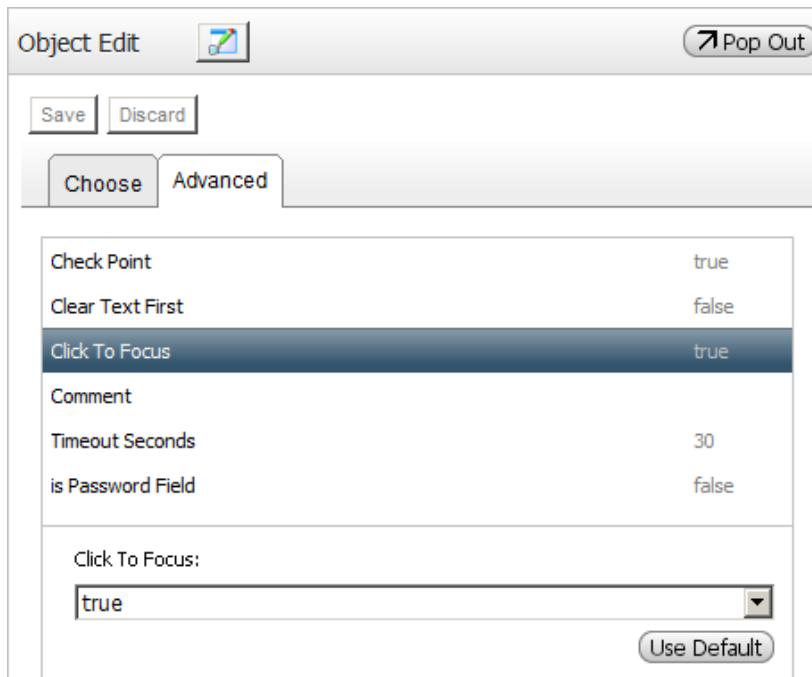 Object Edit Pop Out
Save Discard
Choose Advanced
Check Point true
Clear Text First false
Click To Focus true
Comment
Timeout Seconds 30
is Password Field false
Click To Focus:
true
Use Default